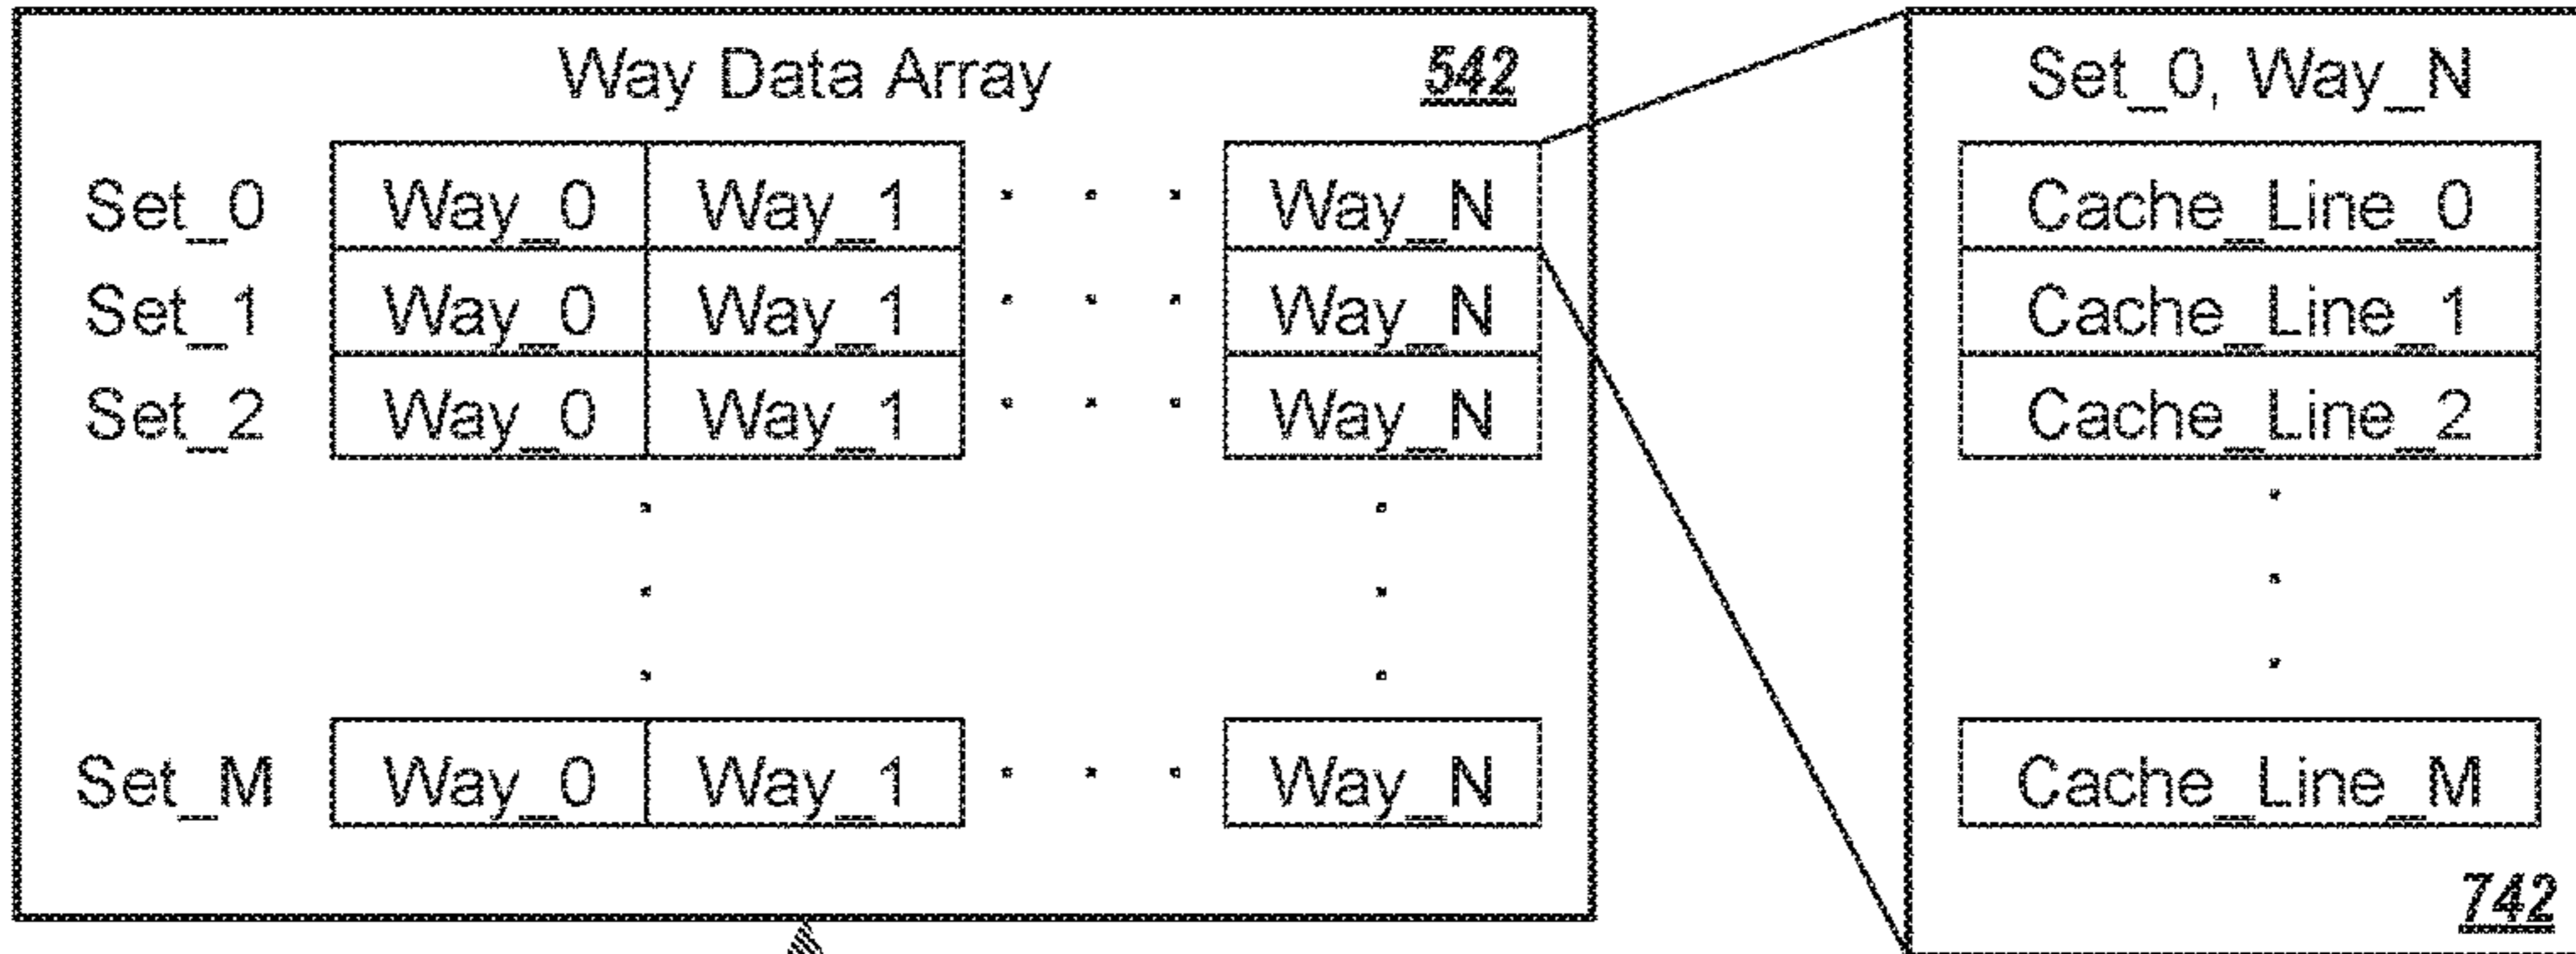 Way Data Array 542
Set_0 Way_0 Way_1 . . . Way_N
Set_1 Way_0 Way_1 . . . Way_N
Set_2 Way_0 Way_1 . . . Way_N
Set_M Way_0 Way_1 . . . Way_N
Set_0, Way_N
Cache_Line_0
Cache_Line_1
Cache_Line_2
Cache_Line_M
742